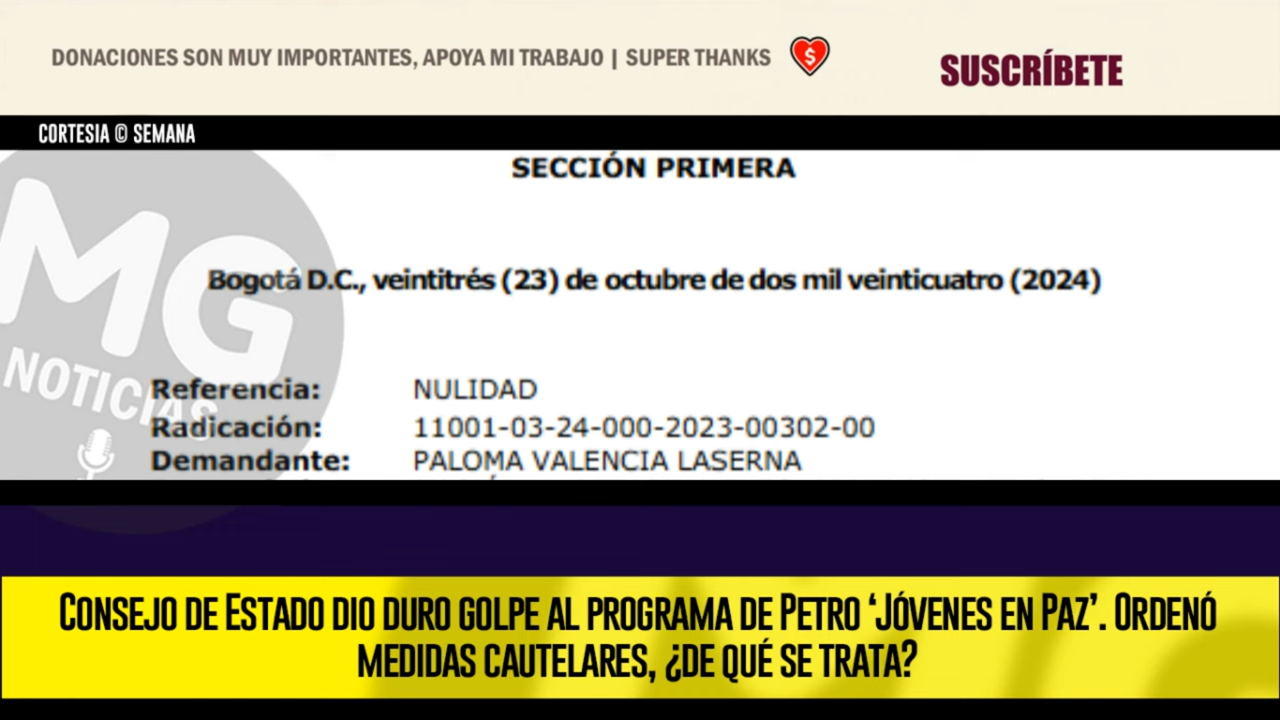 DONACIONES SON MUY IMPORTANTES, APOYA MI TRABAJO | SUPER THANKS
SUSCRÍBETE
CORTESIA © SEMANA
SECCIÓN PRIMERA
Bogotá D.C., veintitrés (23) de octubre de dos mil veinticuatro (2024)
MG
NOTICIAS
Referencia: NULIDAD
Radicación: 11001-03-24-000-2023-00302-00
Demandante: PALOMA VALENCIA LASERNA
CONSEJO DE ESTADO DIO DURO GOLPE AL PROGRAMA DE PETRO ‘JÓVENES EN PAZ’. ORDENÓ
MEDIDAS CAUTELARES, ¿DE QUÉ SE TRATA?